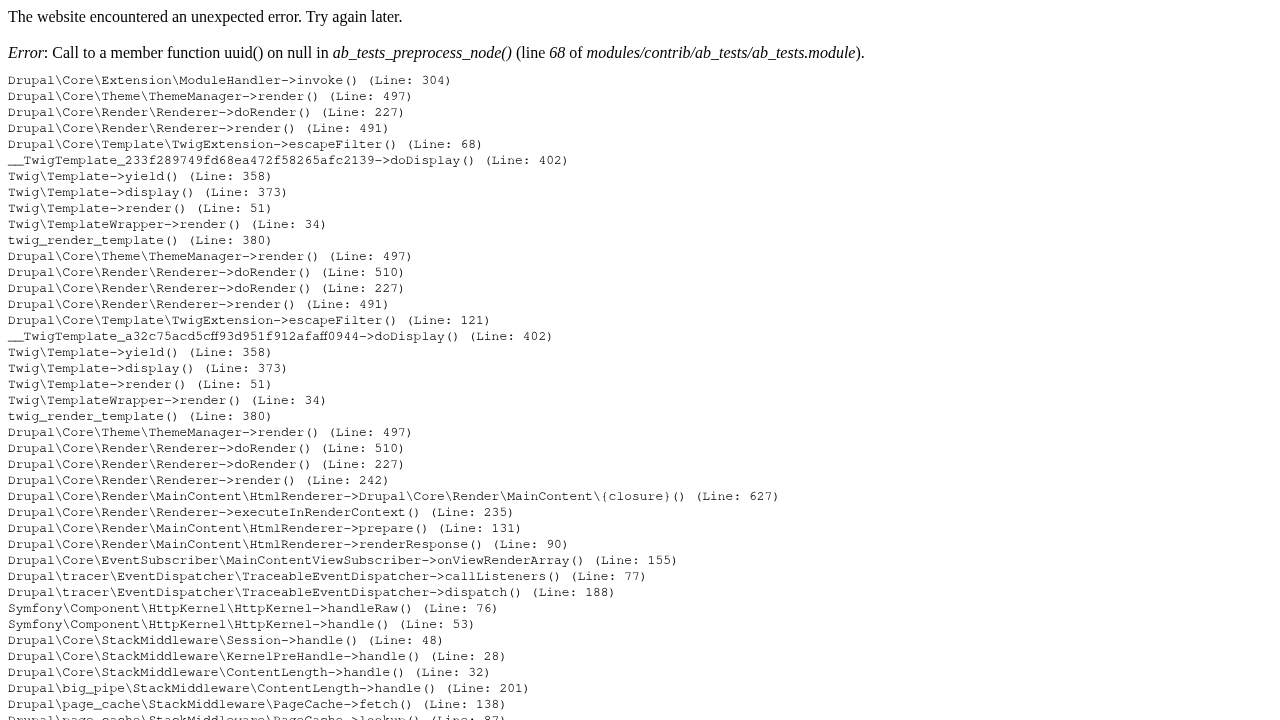 The website encountered an unexpected error. Try again later.
Error: Call to a member function uuid() on null in ab_tests_preprocess_node() (line 68 of modules/contrib/ab_tests/ab_tests.module).
Drupal\Core\Extension\ModuleHandler->invoke() (Line: 304)
Drupal\Core\Theme\ThemeManager->render() (Line: 497)
Drupal\Core\Render\Renderer->doRender() (Line: 227)
Drupal\Core\Render\Renderer->render() (Line: 491)
Drupal\Core\Template\TwigExtension->escapeFilter() (Line: 68)
__TwigTemplate_233f289749fd68ea472f58265afc2139->doDisplay() (Line: 402)
Twig\Template->yield() (Line: 358)
Twig\Template->display() (Line: 373)
Twig\Template->render() (Line: 51)
Twig\TemplateWrapper->render() (Line: 34)
twig_render_template() (Line: 380)
Drupal\Core\Theme\ThemeManager->render() (Line: 497)
Drupal\Core\Render\Renderer->doRender() (Line: 510)
Drupal\Core\Render\Renderer->doRender() (Line: 227)
Drupal\Core\Render\Renderer->render() (Line: 491)
Drupal\Core\Template\TwigExtension->escapeFilter() (Line: 121)
__TwigTemplate_a32c75acd5cff93d951f912afaff0944->doDisplay() (Line: 402)
Twig\Template->yield() (Line: 358)
Twig\Template->display() (Line: 373)
Twig\Template->render() (Line: 51)
Twig\TemplateWrapper->render() (Line: 34)
twig_render_template() (Line: 380)
Drupal\Core\Theme\ThemeManager->render() (Line: 497)
Drupal\Core\Render\Renderer->doRender() (Line: 510)
Drupal\Core\Render\Renderer->doRender() (Line: 227)
Drupal\Core\Render\Renderer->render() (Line: 242)
Drupal\Core\Render\MainContent\HtmlRenderer->Drupal\Core\Render\MainContent\{closure}() (Line: 627)
Drupal\Core\Render\Renderer->executeInRenderContext() (Line: 235)
Drupal\Core\Render\MainContent\HtmlRenderer->prepare() (Line: 131)
Drupal\Core\Render\MainContent\HtmlRenderer->renderResponse() (Line: 90)
Drupal\Core\EventSubscriber\MainContentViewSubscriber->onViewRenderArray() (Line: 155)
Drupal\tracer\EventDispatcher\TraceableEventDispatcher->callListeners() (Line: 77)
Drupal\tracer\EventDispatcher\TraceableEventDispatcher->dispatch() (Line: 188)
Symfony\Component\HttpKernel\HttpKernel->handleRaw() (Line: 76)
Symfony\Component\HttpKernel\HttpKernel->handle() (Line: 53)
Drupal\Core\StackMiddleware\Session->handle() (Line: 48)
Drupal\Core\StackMiddleware\KernelPreHandle->handle() (Line: 28)
Drupal\Core\StackMiddleware\ContentLength->handle() (Line: 32)
Drupal\big_pipe\StackMiddleware\ContentLength->handle() (Line: 201)
Drupal\page_cache\StackMiddleware\PageCache->fetch() (Line: 138)
Drupal\page_cache\StackMiddleware\PageCache->lookup() (Line: 87)